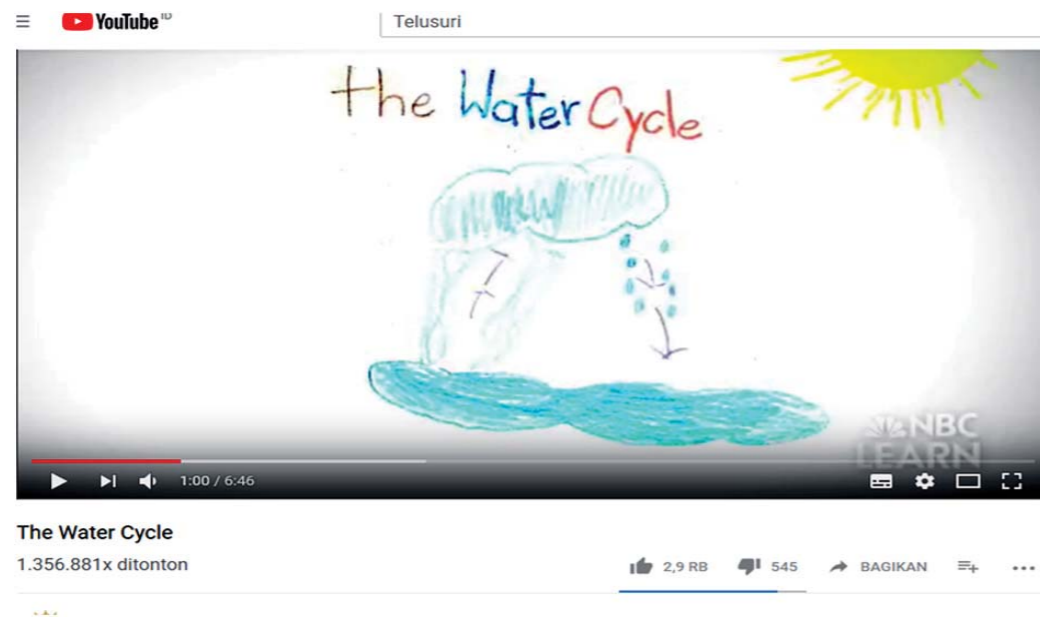 YouTube ID
Telusuri
the Water Cycle
NBC
LEARN
1:00 / 6:46
The Water Cycle
1.356.881x ditonton
2,9 RB 545 BAGIKAN